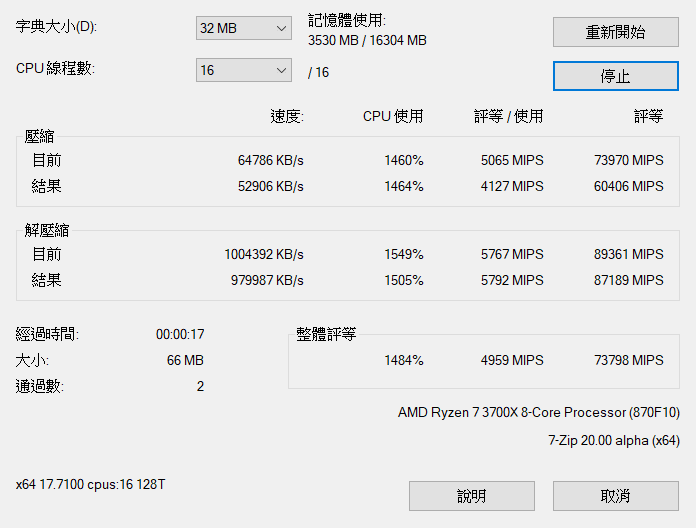 字典大小(D): 32 MB 記憶體使用: 重新開始
3530 MB / 16304 MB
CPU 線程數: 16 / 16 停止
速度: CPU 使用 評等 / 使用 評等
壓縮
目前 64786 KB/s 1460% 5065 MIPS 73970 MIPS
結果 52906 KB/s 1464% 4127 MIPS 60406 MIPS
解壓縮
目前 1004392 KB/s 1549% 5767 MIPS 89361 MIPS
結果 979987 KB/s 1505% 5792 MIPS 87189 MIPS
經過時間: 00:00:17 整體評等
大小: 66 MB 1484% 4959 MIPS 73798 MIPS
通過數: 2
AMD Ryzen 7 3700X 8-Core Processor (870F10)
7-Zip 20.00 alpha (x64)
x64 17.7100 cpus:16 128T 說明 取消